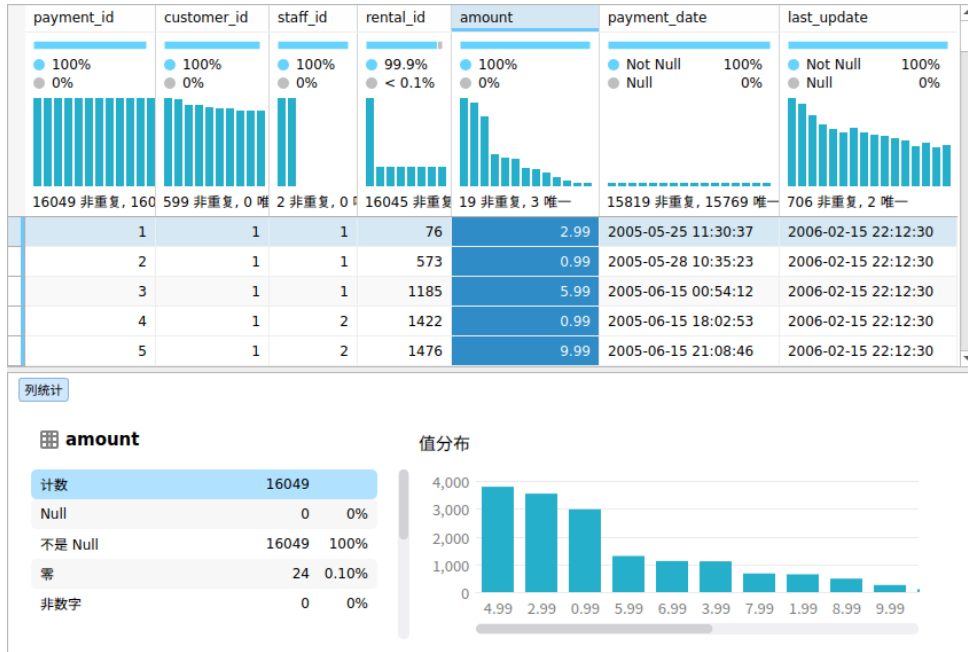 payment_id customer_id staff_id rental_id amount payment_date last_update
100% 100% 100% 99.9% 100% Not Null 100% Not Null 100%
0% 0% 0% < 0.1% 0% Null 0% Null 0%
16049 非重复, 160 599 非重复, 0 唯 2 非重复, 0 16045 非重复 19 非重复, 3 唯一 15819 非重复, 15769 唯一 706 非重复, 2 唯一
1 1 1 76 2.99 2005-05-25 11:30:37 2006-02-15 22:12:30
2 1 1 573 0.99 2005-05-28 10:35:23 2006-02-15 22:12:30
3 1 1 1185 5.99 2005-06-15 00:54:12 2006-02-15 22:12:30
4 1 2 1422 0.99 2005-06-15 18:02:53 2006-02-15 22:12:30
5 1 2 1476 9.99 2005-06-15 21:08:46 2006-02-15 22:12:30
列统计
amount
计数 16049
Null 0 0%
不是 Null 16049 100%
零 24 0.10%
非数字 0 0%
值分布
4,000
3,000
2,000
1,000
0
4.99 2.99 0.99 5.99 6.99 3.99 7.99 1.99 8.99 9.99